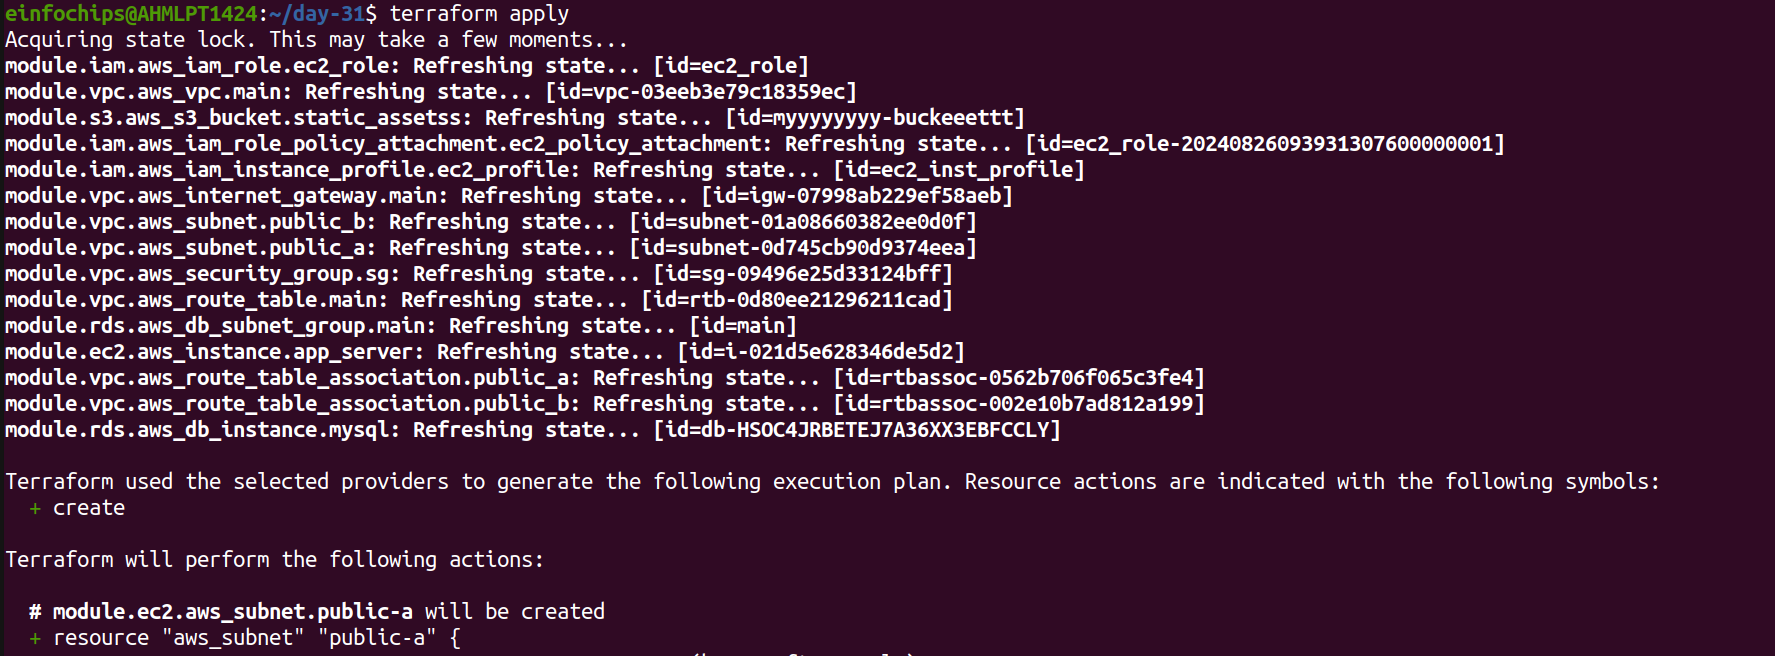 einfochips@AHMLPT1424:~/day-31$ terraform apply
Acquiring state lock. This may take a few moments...
module.iam.aws_iam_role.ec2_role: Refreshing state... [id=ec2_role]
module.vpc.aws_vpc.main: Refreshing state... [id=vpc-03eeb3e79c18359ec]
module.s3.aws_s3_bucket.static_assetss: Refreshing state... [id=myyyyyyyy-buckeeettt]
module.iam.aws_iam_role_policy_attachment.ec2_policy_attachment: Refreshing state... [id=ec2_role-20240826093931307600000001]
module.iam.aws_iam_instance_profile.ec2_profile: Refreshing state... [id=ec2_inst_profile]
module.vpc.aws_internet_gateway.main: Refreshing state... [id=igw-07998ab229ef58aeb]
module.vpc.aws_subnet.public_b: Refreshing state... [id=subnet-01a08660382ee0d0f]
module.vpc.aws_subnet.public_a: Refreshing state... [id=subnet-0d745cb90d9374eea]
module.vpc.aws_security_group.sg: Refreshing state... [id=sg-09496e25d33124bff]
module.vpc.aws_route_table.main: Refreshing state... [id=rtb-0d80ee21296211cad]
module.rds.aws_db_subnet_group.main: Refreshing state... [id=main]
module.ec2.aws_instance.app_server: Refreshing state... [id=i-021d5e628346de5d2]
module.vpc.aws_route_table_association.public_a: Refreshing state... [id=rtbassoc-0562b706f065c3fe4]
module.vpc.aws_route_table_association.public_b: Refreshing state... [id=rtbassoc-002e10b7ad812a199]
module.rds.aws_db_instance.mysql: Refreshing state... [id=db-HSOC4JRBETEJ7A36XX3EBFCCLY]
Terraform used the selected providers to generate the following execution plan. Resource actions are indicated with the following symbols:
+ create
Terraform will perform the following actions:
# module.ec2.aws_subnet.public-a will be created
+ resource "aws_subnet" "public-a" {